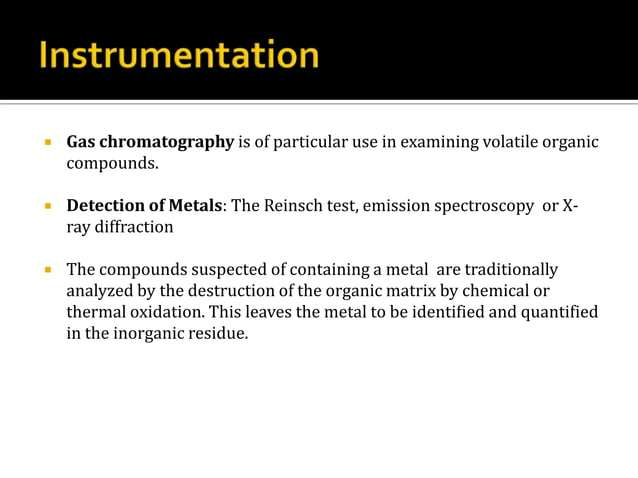 Instrumentation
Gas chromatography is of particular use in examining volatile organic
compounds.
Detection of Metals: The Reinsch test, emission spectroscopy or X-
ray diffraction
The compounds suspected of containing a metal are traditionally
analyzed by the destruction of the organic matrix by chemical or
thermal oxidation. This leaves the metal to be identified and quantified
in the inorganic residue.